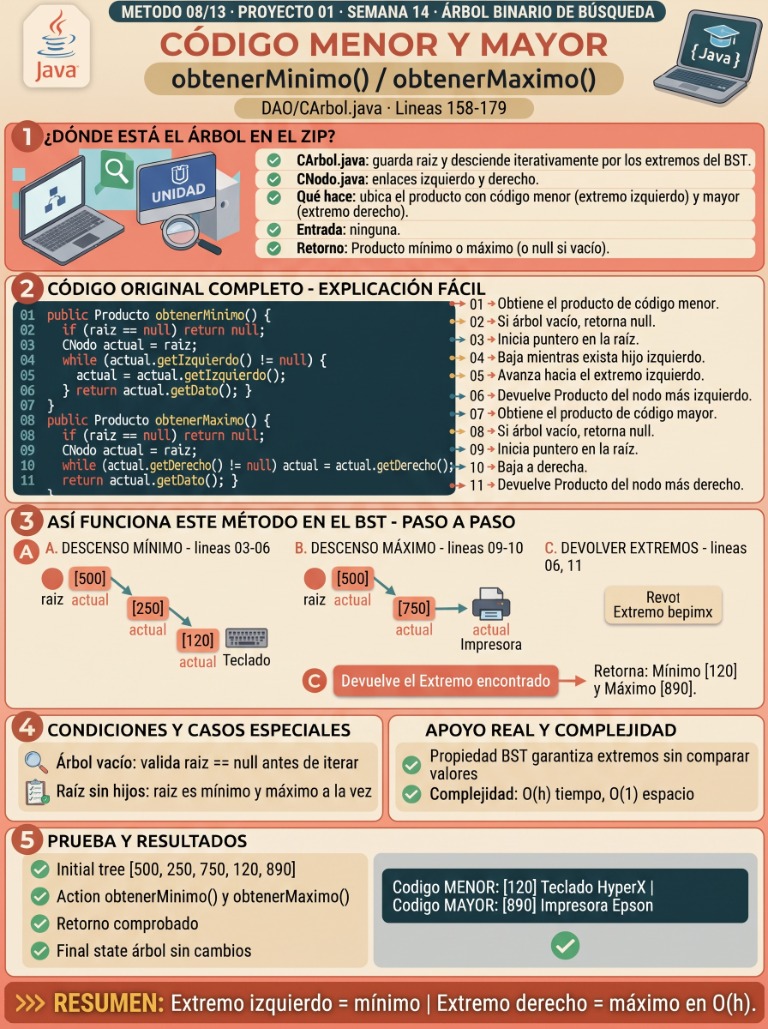 METODO 08/13 · PROYECTO 01 · SEMANA 14 · ÁRBOL BINARIO DE BÚSQUEDA
Java
CÓDIGO MENOR Y MAYOR
{ Java }
obtenerMinimo() / obtenerMaximo()
DAO/CArbol.java · Lineas 158-179
1 ¿DÓNDE ESTÁ EL ÁRBOL EN EL ZIP?
UNIDAD
CArbol.java: guarda raiz y desciende iterativamente por los extremos del BST.
CNodo.java: enlaces izquierdo y derecho.
Qué hace: ubica el producto con código menor (extremo izquierdo) y mayor
(extremo derecho).
Entrada: ninguna.
Retorno: Producto mínimo o máximo (o null si vacío).
2 CÓDIGO ORIGINAL COMPLETO - EXPLICACIÓN FÁCIL
01 public Producto obtenerMinimo() {
02 if (raiz == null) return null;
03 CNodo actual = raiz;
04 while (actual.getIzquierdo() != null) {
05 actual = actual.getIzquierdo();
06 } return actual.getDato(); }
07 }
08 public Producto obtenerMaximo() {
08 if (raiz == null) return null;
09 CNodo actual = raiz;
10 while (actual.getDerecho() != null) actual = actual.getDerecho();
11 return actual.getDato(); }
}
01 → Obtiene el producto de código menor.
02 → Si árbol vacío, retorna null.
03 → Inicia puntero en la raíz.
04 → Baja mientras exista hijo izquierdo.
05 → Avanza hacia el extremo izquierdo.
06 → Devuelve Producto del nodo más izquierdo.
07 → Obtiene el producto de código mayor.
08 → Si árbol vacío, retorna null.
09 → Inicia puntero en la raíz.
10 → Baja a derecha.
11 → Devuelve Producto del nodo más derecho.
3 ASÍ FUNCIONA ESTE MÉTODO EN EL BST - PASO A PASO
A A. DESCENSO MÍNIMO - lineas 03-06
[500]
raiz actual
[250]
actual
[120]
actual Teclado
B. DESCENSO MÁXIMO - lineas 09-10
[500]
raiz actual
[750]
actual
actual
Impresora
C. DEVOLVER EXTREMOS - lineas
06, 11
Revot
Extremo bepimx
C Devuelve el Extremo encontrado
Retorna: Mínimo [120]
y Máximo [890].
4 CONDICIONES Y CASOS ESPECIALES
Árbol vacío: valida raiz == null antes de iterar
Raíz sin hijos: raiz es mínimo y máximo a la vez
APOYO REAL Y COMPLEJIDAD
Propiedad BST garantiza extremos sin comparar
valores
Complejidad: O(h) tiempo, O(1) espacio
5 PRUEBA Y RESULTADOS
Initial tree [500, 250, 750, 120, 890]
Action obtenerMinimo() y obtenerMaximo()
Retorno comprobado
Final state árbol sin cambios
Codigo MENOR: [120] Teclado HyperX |
Codigo MAYOR: [890] Impresora Epson
>>> RESUMEN: Extremo izquierdo = mínimo | Extremo derecho = máximo en O(h).